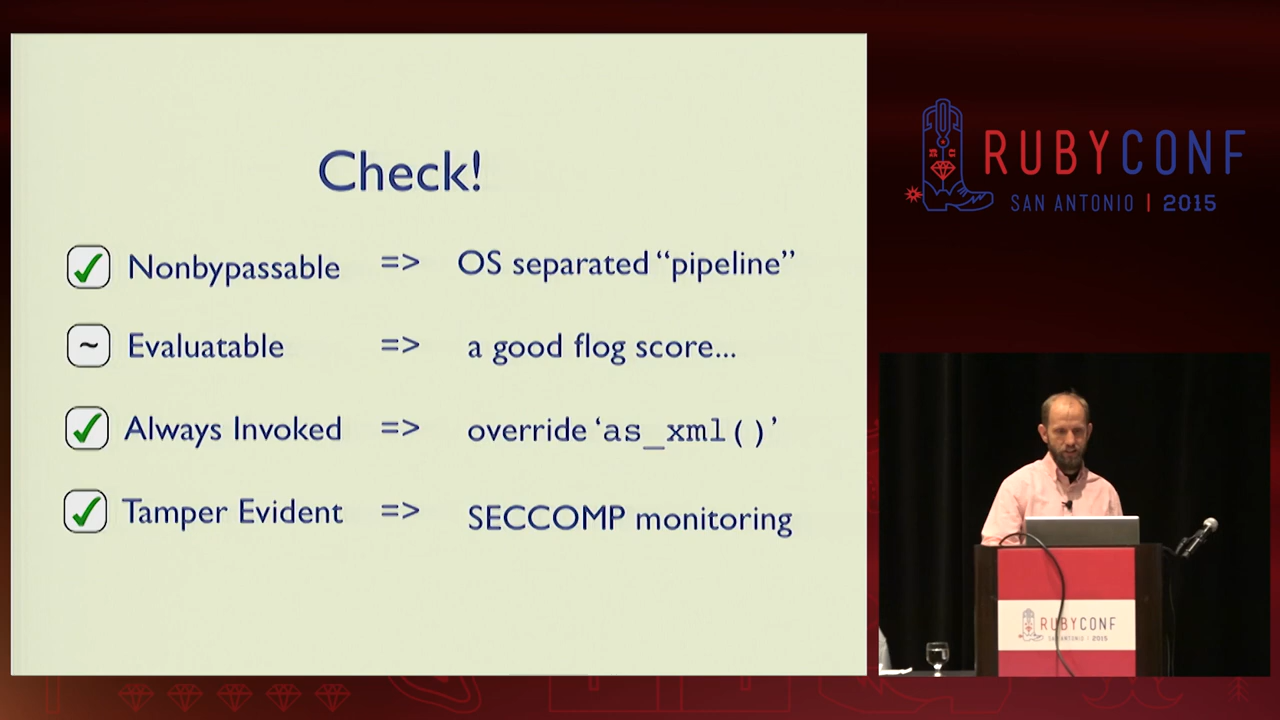 Check!
✓ Nonbypassable => OS separated “pipeline”
~ Evaluatable => a good flog score...
✓ Always Invoked => override ‘as_xml()’
✓ Tamper Evident => SECCOMP monitoring
RUBYCONF
SAN ANTONIO | 2015
RUBYCONF
SAN ANTONIO | 2015